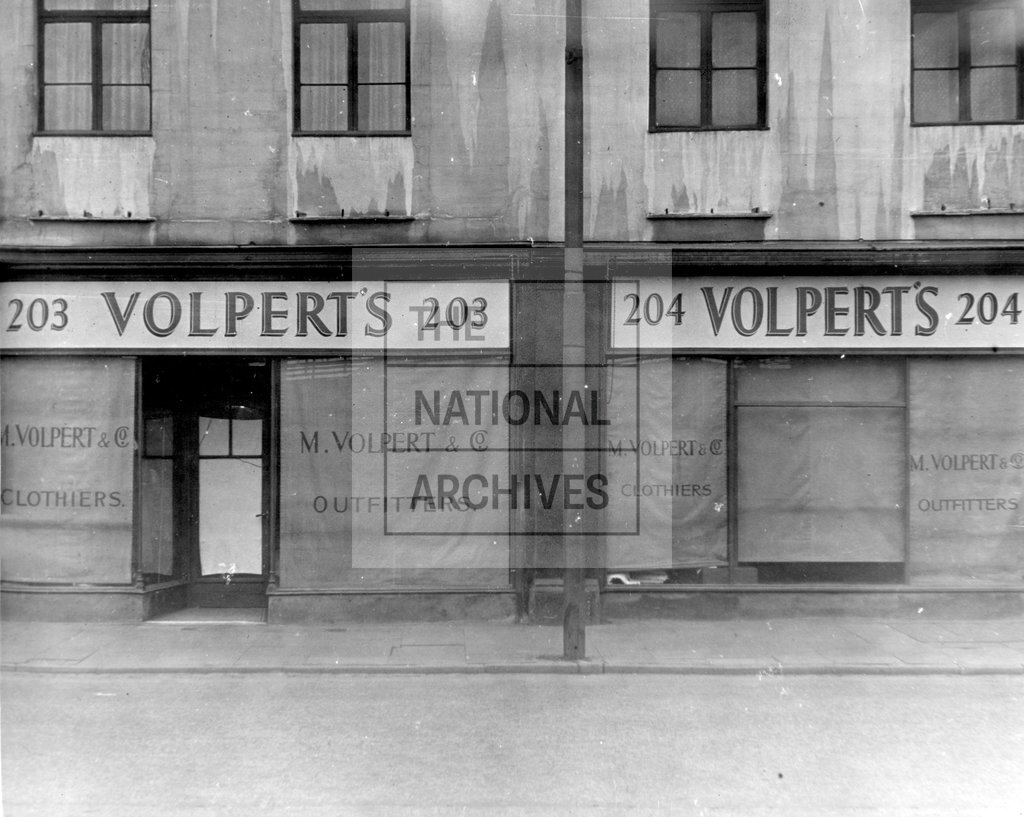 203 VOLPERT'S 203
204 VOLPERT'S 204
M. VOLPERT & CO
CLOTHIERS.
M. VOLPERT & CO
OUTFITTERS.
M. VOLPERT & CO
CLOTHIERS
M. VOLPERT & CO
OUTFITTERS
THE
NATIONAL
ARCHIVES